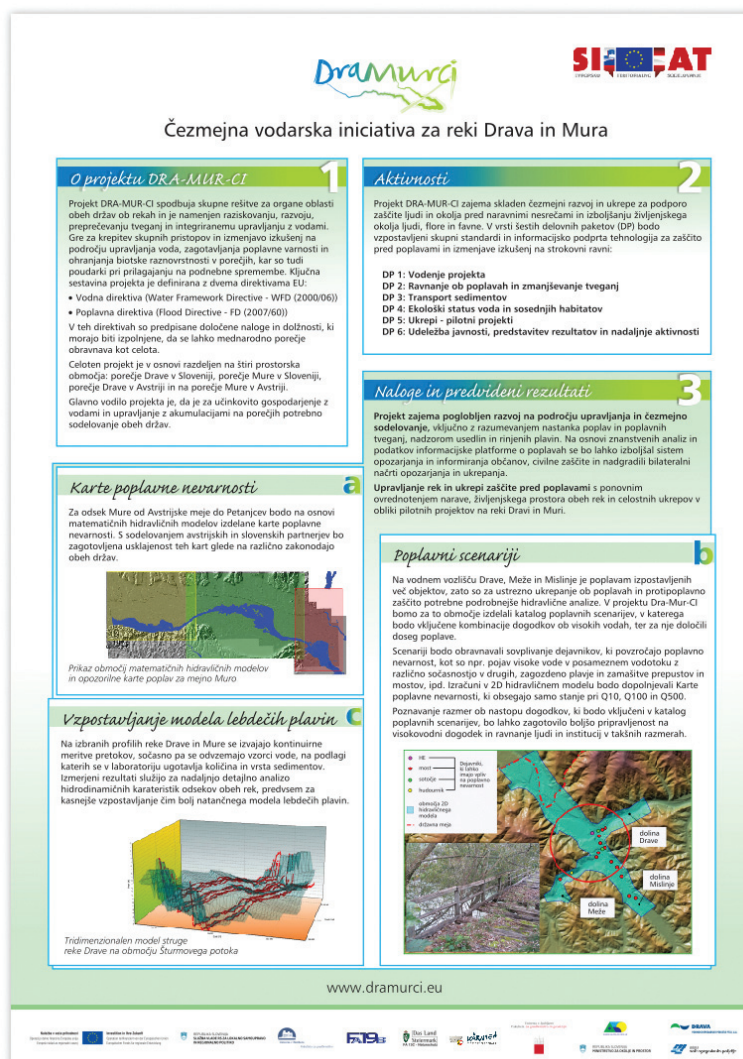 DraMurci
SI AT
Čezmejna vodarska iniciativa za reki Drava in Mura
O projektu DRA-MUR-CI
1
Projekt DRA-MUR-CI spodbuja skupne rešitve za organe oblasti
obeh držav ob rekah in je namenjen raziskovanju, razvoju,
preprečevanju tveganj in integriranemu upravljanju z vodami.
Gre za krepitev skupnih pristopov in izmenjavo izkušenj na
področju upravljanja voda, zagotavljanja poplavne varnosti in
ohranjanja biotske raznovrstnosti v porečjih, kar so tudi
poudarki pri prilagajanju na podnebne spremembe. Ključna
sestavina projekta je definirana z dvema direktivama EU:
• Vodna direktiva (Water Framework Directive - WFD (2000/06))
• Poplavna direktiva (Flood Directive - FD (2007/60))
V teh direktivah so predpisane določene naloge in dolžnosti, ki
morajo biti izpolnjene, da se lahko mednarodno porečje
obravnava kot celota.
Celoten projekt je v osnovi razdeljen na štiri prostorska
območja: porečje Drave v Sloveniji, porečje Mure v Sloveniji,
porečje Drave v Avstriji in na porečje Mure v Avstriji.
Glavno vodilo projekta je, da je za učinkovito gospodarjenje z
vodami in upravljanje z akumulacijami na porečjih potrebno
sodelovanje obeh držav.
Aktivnosti
2
Projekt DRA-MUR-CI zajema skladen čezmejni razvoj in ukrepe za podporo
zaščite ljudi in okolja pred naravnimi nesrečami in izboljšanju življenjskega
okolja ljudi, flore in favne. V vrsti šestih delovnih paketov (DP) bodo
vzpostavljeni skupni standardi in informacijsko podprta tehnologija za zaščito
pred poplavami in izmenjave izkušenj na strokovni ravni:
DP 1: Vodenje projekta
DP 2: Ravnanje ob poplavah in zmanjševanje tveganj
DP 3: Transport sedimentov
DP 4: Ekološki status voda in sosednjih habitatov
DP 5: Ukrepi - pilotni projekti
DP 6: Udeležba javnosti, predstavitev rezultatov in nadaljnje aktivnosti
Naloge in predvideni rezultati
3
Projekt zajema poglobljen razvoj na področju upravljanja in čezmejno
sodelovanje, vključno z razumevanjem nastanka poplav in poplavnih
tveganj, nadzorom usedlin in rinjenih plavin. Na osnovi znanstvenih analiz in
podatkov informacijske platforme o poplavah se bo lahko izboljšal sistem
opozarjanja in informiranja občanov, civilne zaščite in nadgradili bilateralni
načrti opozarjanja in ukrepanja.
Upravljanje rek in ukrepi zaščite pred poplavami s ponovnim
ovrednotenjem narave, življenjskega prostora obeh rek in celostnih ukrepov v
obliki pilotnih projektov na reki Dravi in Muri.
Karte poplavne nevarnosti
a
Za odsek Mure od Avstrijske meje do Petanjcev bodo na osnovi
matematičnih hidravličnih modelov izdelane karte poplavne
nevarnosti. S sodelovanjem avstrijskih in slovenskih partnerjev bo
zagotovljena usklajenost teh kart glede na različno zakonodajo
obeh držav.
Prikaz območij matematičnih hidravličnih modelov
in opozorilne karte poplav za mejno Muro
Poplavni scenariji
b
Na vodnem vozlišču Drave, Meže in Mislinje je poplavam izpostavljenih
več objektov, zato so za ustrezno ukrepanje ob poplavah in protipoplavno
zaščito potrebne podrobnejše hidravlične analize. V projektu Dra-Mur-CI
bomo za to območje izdelali katalog poplavnih scenarijev, v katerega
bodo vključene kombinacije dogodkov ob visokih vodah, ter za nje določili
doseg poplave.
Scenariji bodo obravnavali sovplivanje dejavnikov, ki povzročajo poplavno
nevarnost, kot so npr. pojav visoke vode v posameznem vodotoku z
različno sočasnostjo v drugih, zagozdeno plavje in zamašitve prepustov in
mostov, ipd. Izračuni v 2D hidravličnem modelu bodo dopolnjevali Karte
poplavne nevarnosti, ki obsegajo samo stanje pri Q10, Q100 in Q500.
Poznavanje razmer ob nastopu dogodkov, ki bodo vključeni v katalog
poplavnih scenarijev, bo lahko zagotovilo boljšo pripravljenost na
visokovodni dogodek in ravnanje ljudi in institucij v takšnih razmerah.
HE
most
sotočje
hudournik
Dejavniki,
ki lahko
imajo vpliv
na poplavno
nevarnost
območja 2D
hidravličnega
modela
državna meja
dolina
Drave
dolina
Mislinje
dolina
Meže
Vzpostavljanje modela lebdečih plavin
c
Na izbranih profilih reke Drave in Mure se izvajajo kontinuirne
meritve pretokov, sočasno pa se odvzemajo vzorci vode, na podlagi
katerih se v laboratoriju ugotavlja količina in vrsta sedimentov.
Izmerjeni rezultati služijo za nadaljnjo detajlno analizo
hidrodinamičnih karateristik odsekov obeh rek, predvsem za
kasnejše vzpostavljanje čim bolj natančnega modela lebdečih plavin.
Tridimenzionalen model struge
reke Drave na območju Šturmovega potoka
www.dramurci.eu
Das Land
Steiermark
DRAVA